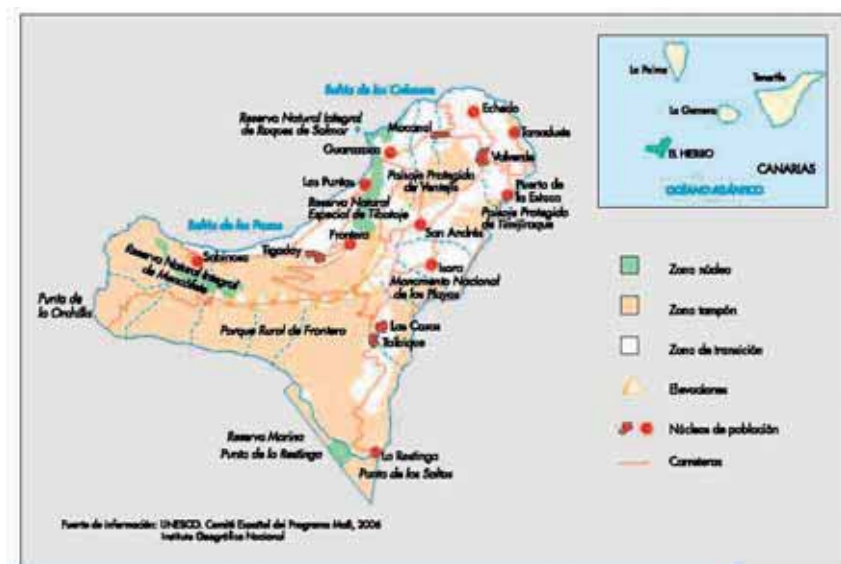 Bahía de los Calcosas
Reserva Natural Integral
de Roques de Salmor
Mocanal
Echedo
Tamaduste
Guarazoca
Valverde
Las Puntas
Paisaje Protegido
de Ventejís
Puerto de
la Estaca
Reserva Natural
Especial de Tibataje
Paisaje Protegido
de Timijiraque
Bahía de los Pozos
Frontera
San Andrés
Tigaday
Sabinosa
Reserva Natural Integral
de Mencáfete
Isora
Monumento Nacional
de las Playas
Punta de
la Orchilla
Parque Rural de Frontera
Las Casas
Taibique
Reserva Marina
Punta de la Restinga
La Restinga
Punta de los Saltos
La Palma
Tenerife
La Gomera
EL HIERRO
CANARIAS
OCÉANO ATLÁNTICO
Zona núcleo
Zona tampón
Zona de transición
Elevaciones
Núcleos de población
Carreteras
Fuente de información: UNESCO. Comité Español del Programa MaB, 2006
Instituto Geográfico Nacional